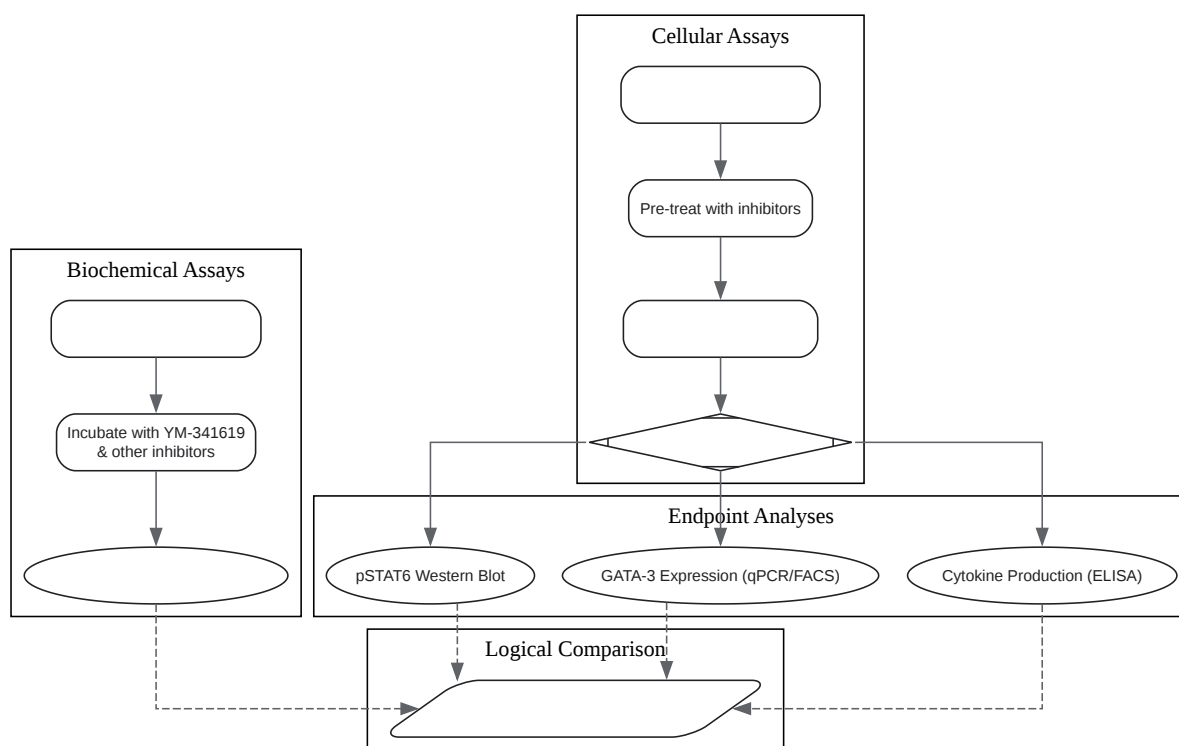 Cellular Assays
Pre-treat with inhibitors
Biochemical Assays
Incubate with YM-341619
& other inhibitors
Endpoint Analyses
pSTAT6 Western Blot
GATA-3 Expression (qPCR/FACS)
Cytokine Production (ELISA)
Logical Comparison